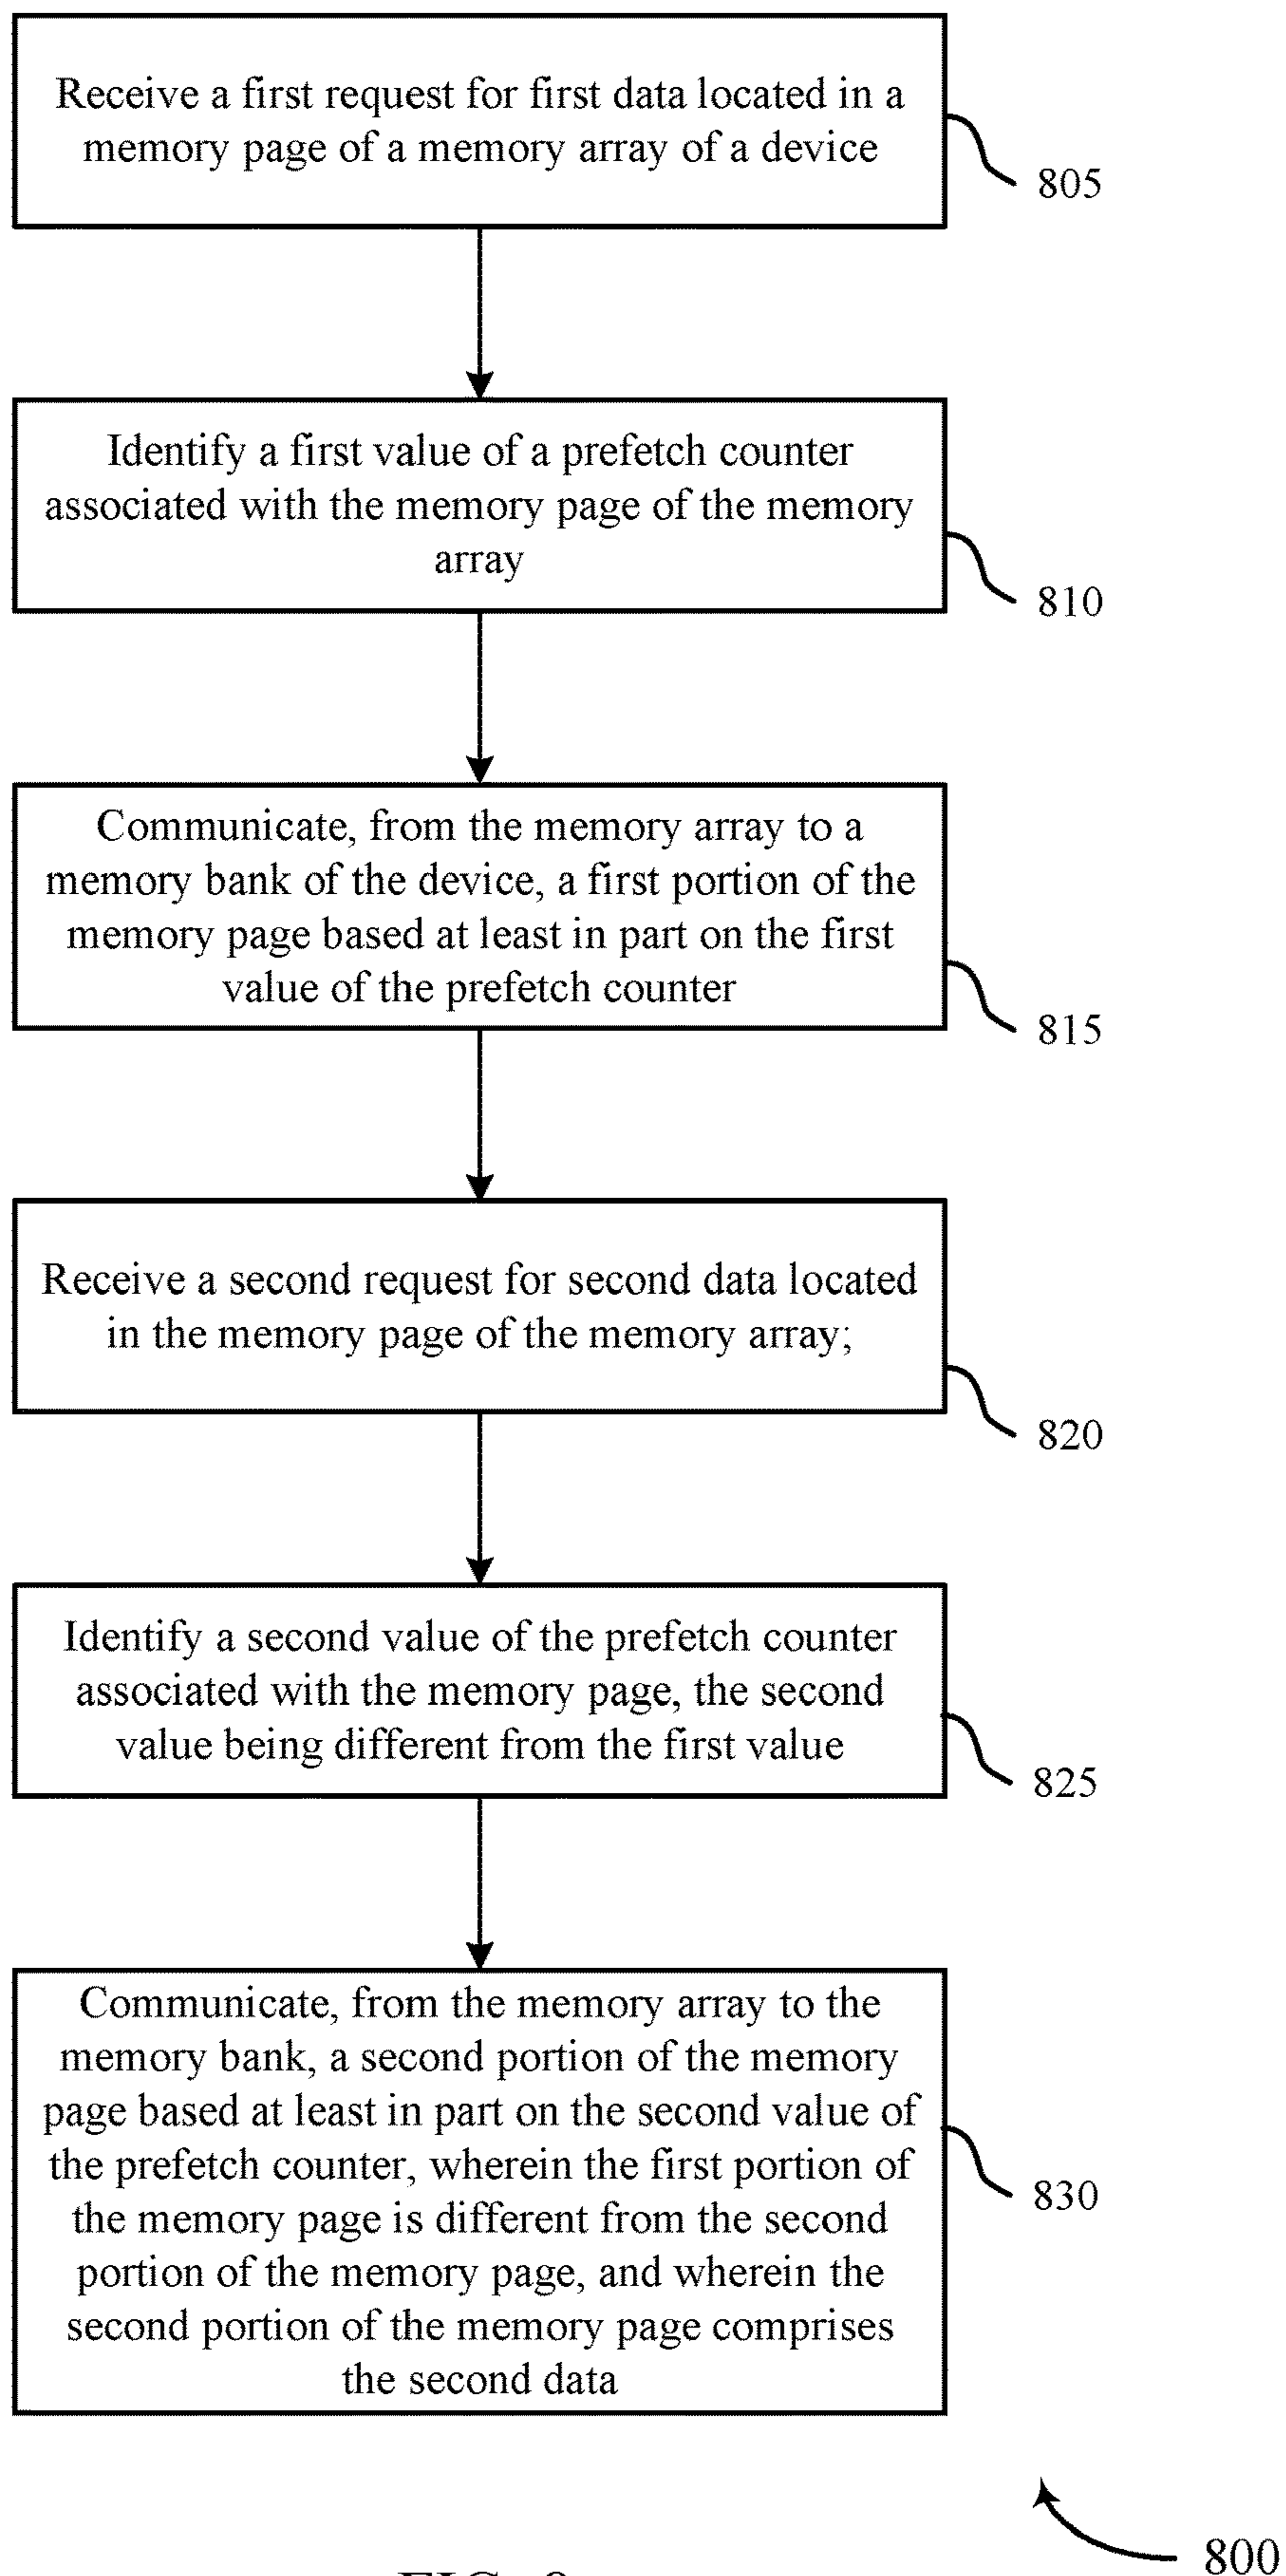 Receive a first request for first data located in a
memory page of a memory array of a device
805
Identify a first value of a prefetch counter
associated with the memory page of the memory
array
810
Communicate, from the memory array to a
memory bank of the device, a first portion of the
memory page based at least in part on the first
value of the prefetch counter
815
Receive a second request for second data located
in the memory page of the memory array;
820
Identify a second value of the prefetch counter
associated with the memory page, the second
value being different from the first value
825
Communicate, from the memory array to the
memory bank, a second portion of the memory
page based at least in part on the second value of
the prefetch counter, wherein the first portion of
the memory page is different from the second
portion of the memory page, and wherein the
second portion of the memory page comprises
the second data
830
800